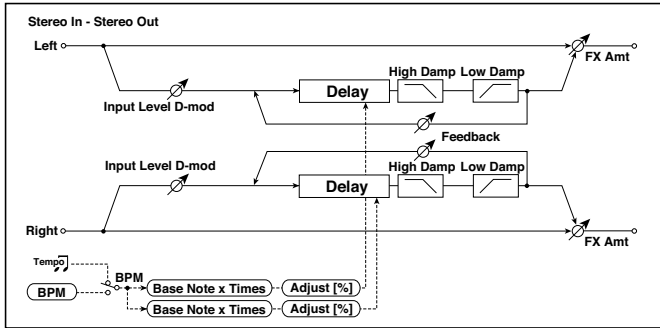 Stereo In - Stereo Out
Left
FX Amt
High Damp Low Damp
Delay
Input Level D-mod
Feedback
Input Level D-mod
High Damp Low Damp
Delay
Right
FX Amt
Tempo
BPM
BPM
Base Note x Times
Adjust [%]
Base Note x Times
Adjust [%]